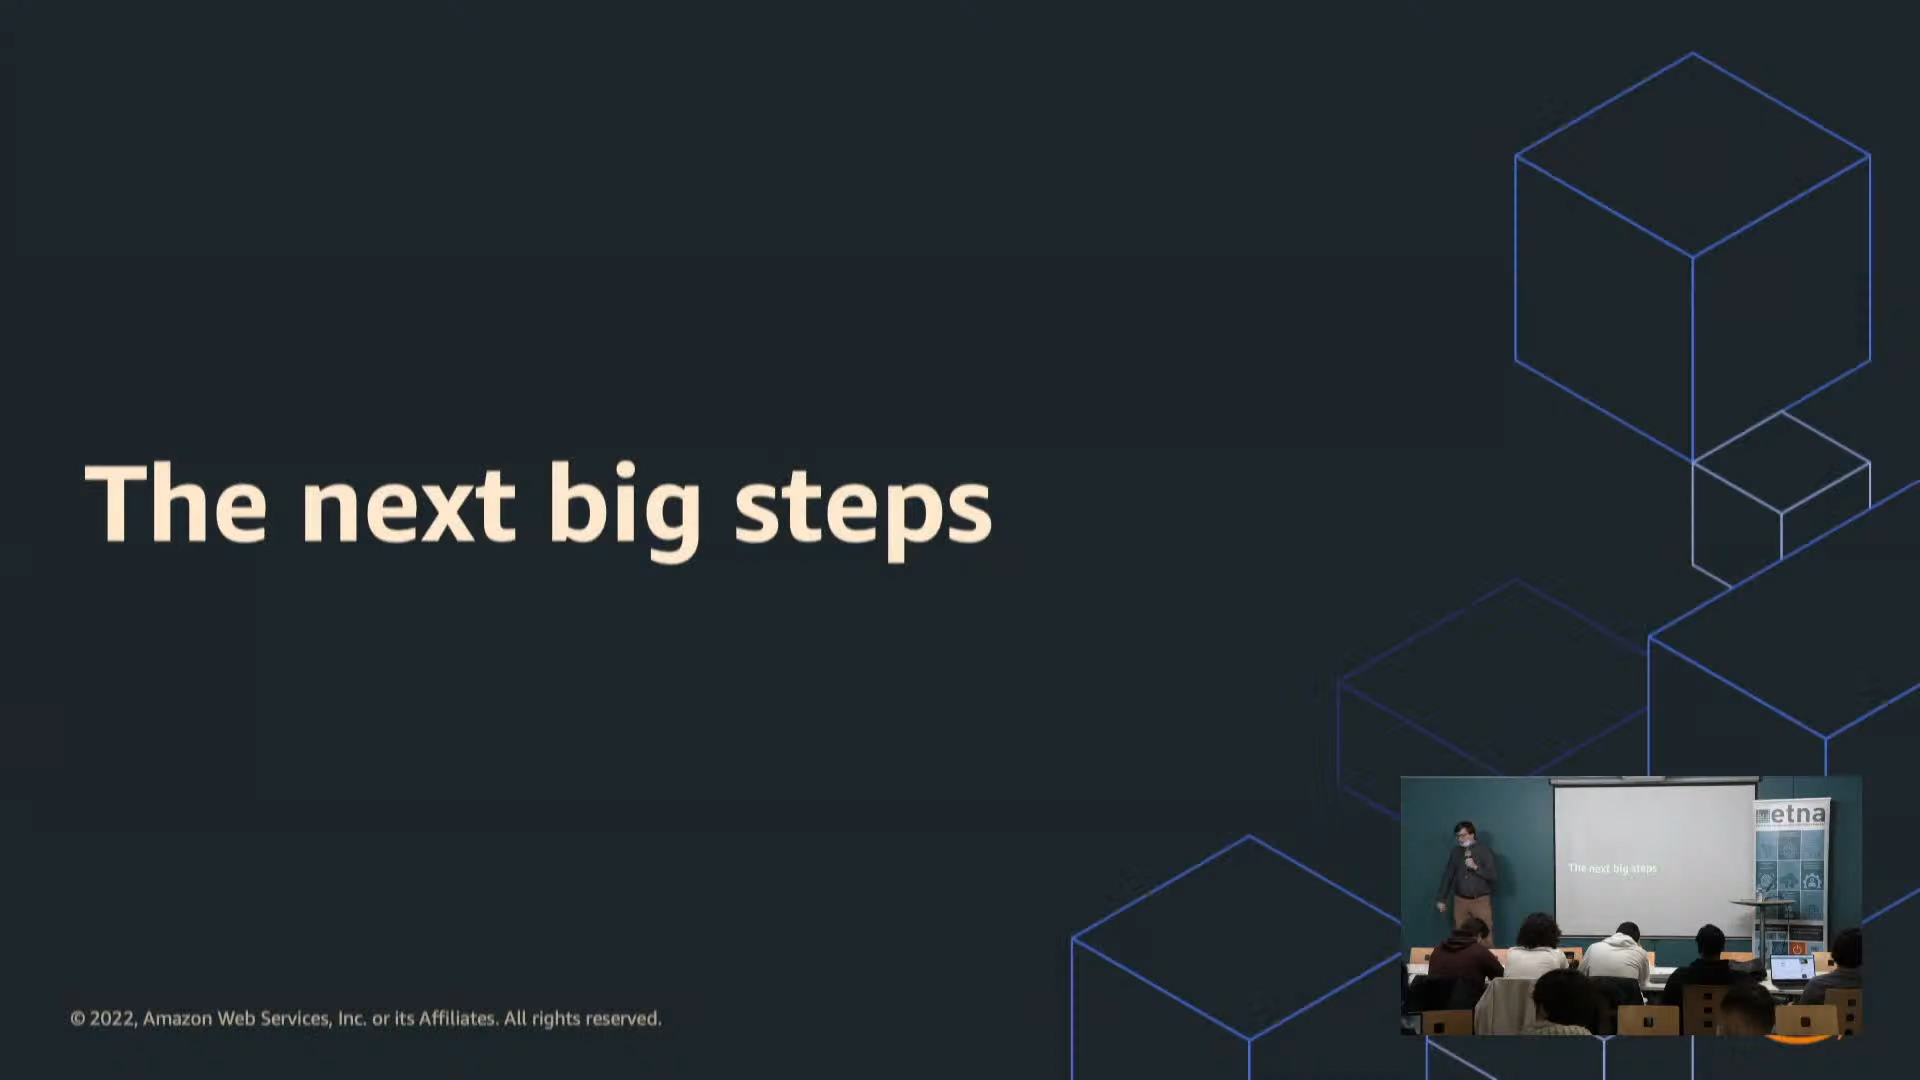 The next big steps
© 2022, Amazon Web Services, Inc. or its Affiliates. All rights reserved.
etna
The next big steps